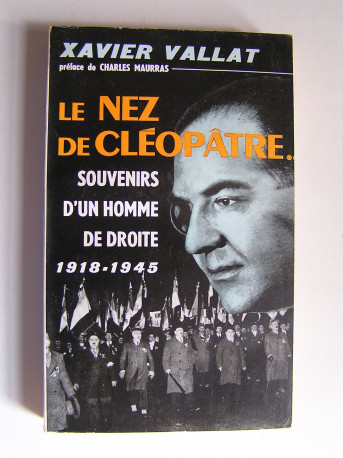 XAVIER VALLAT
préface de CHARLES MAURRAS
LE NEZ
DE CLÉOPÂTRE..
SOUVENIRS
D'UN HOMME
DE DROITE
1918-1945